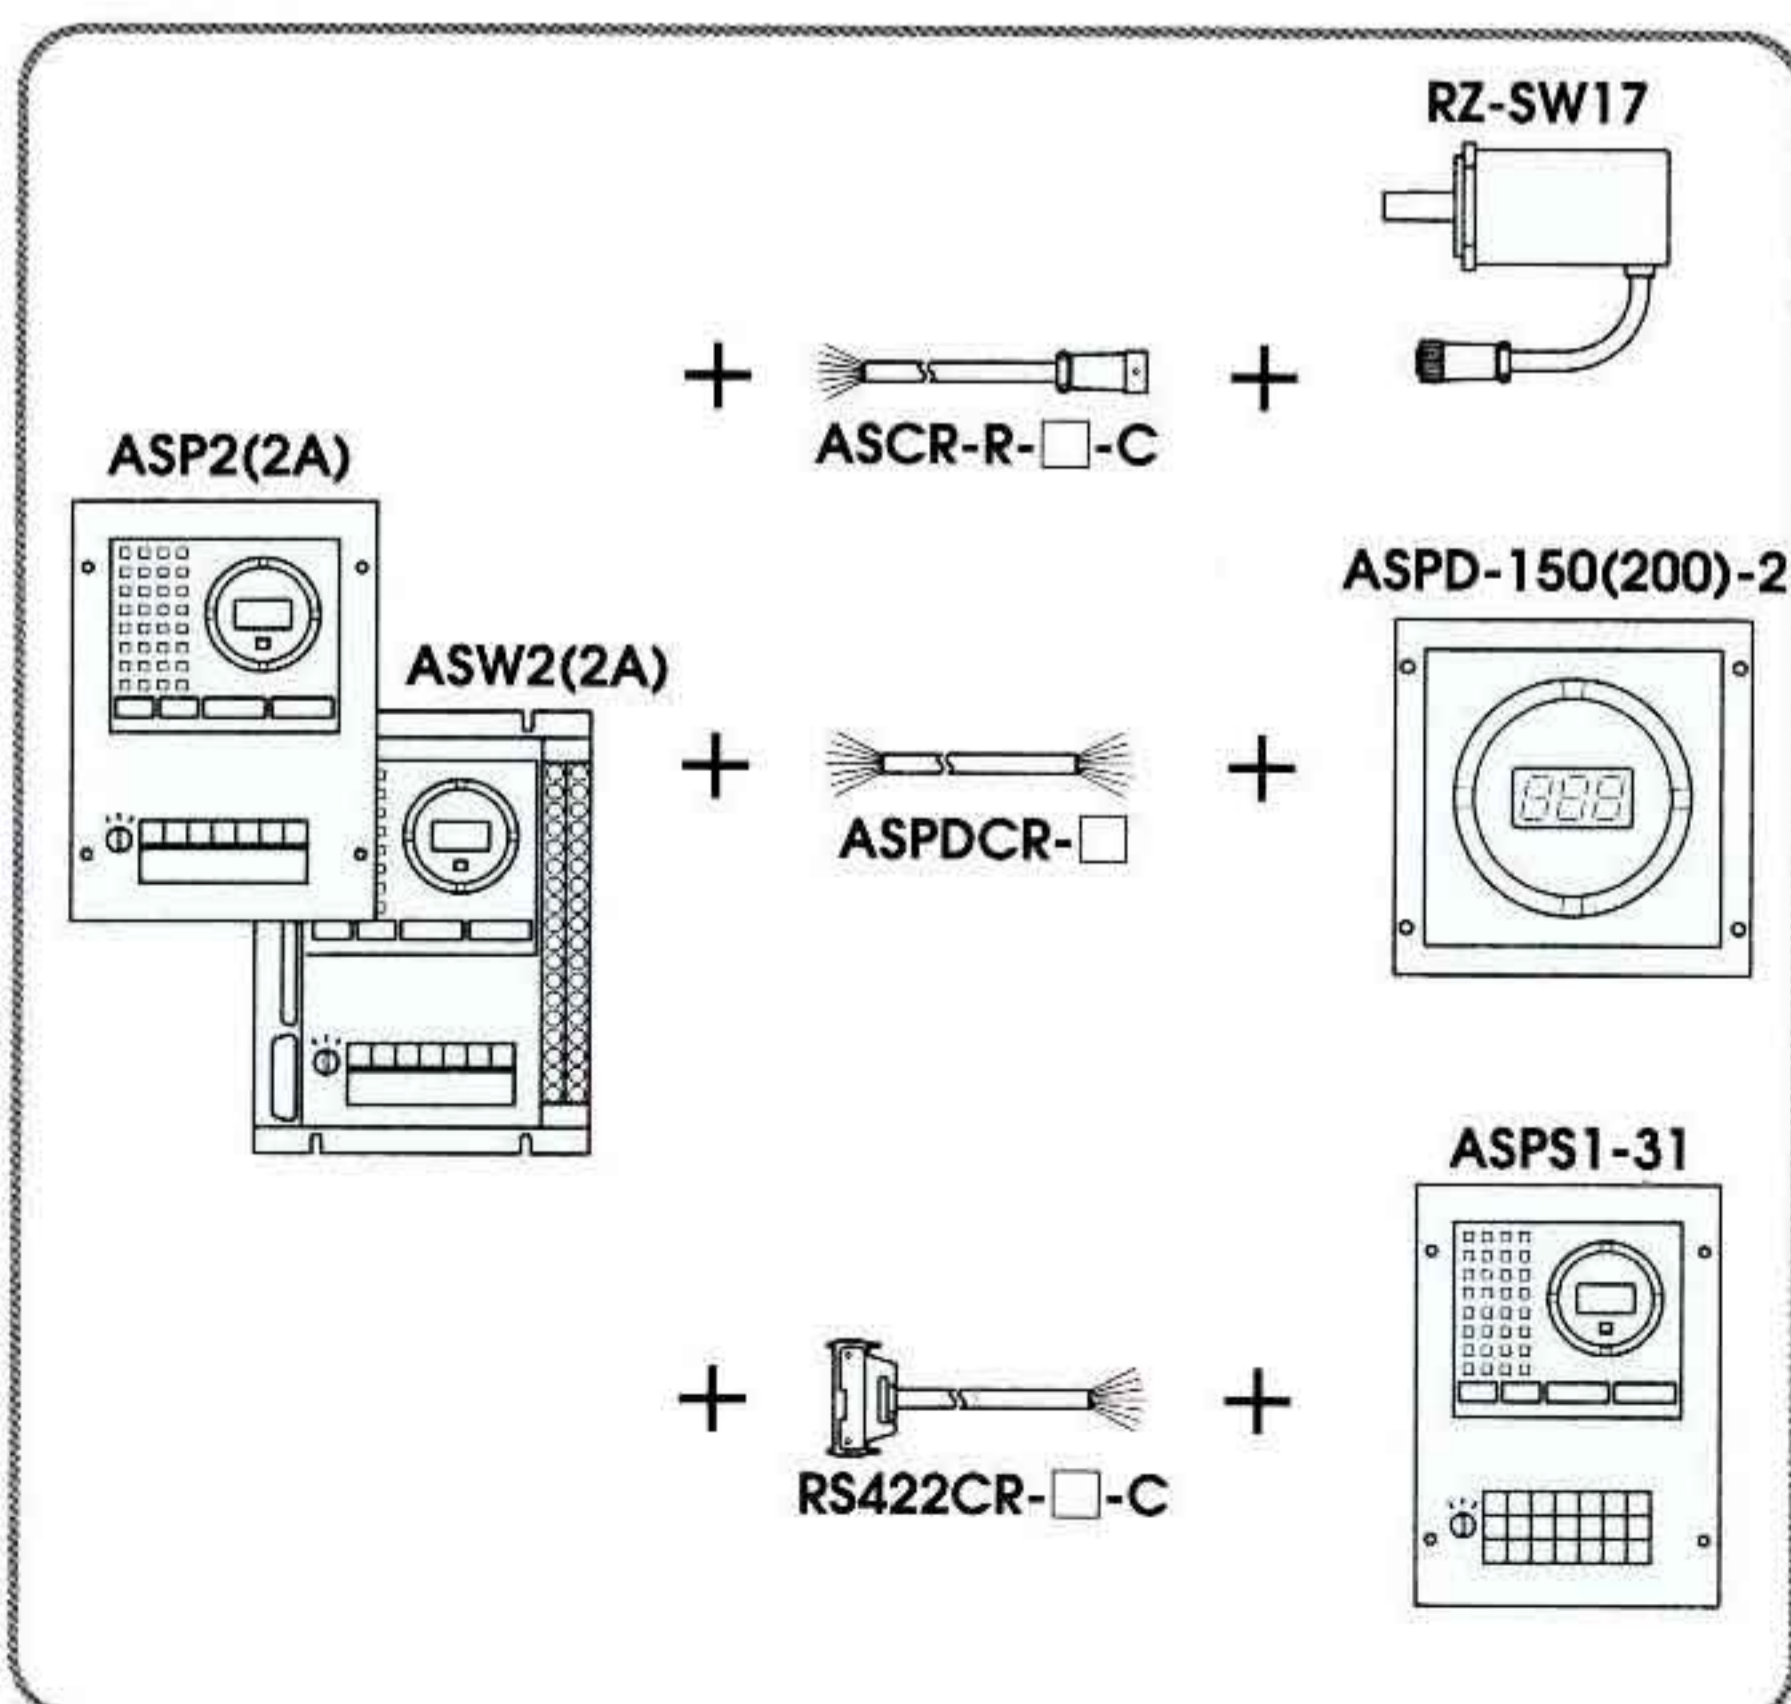 RZ-SW17
ASCR-R-□-C
ASP2(2A)
ASPD-150(200)-2
ASW2(2A)
ASPDCR-□
ASPS1-31
RS422CR-□-C